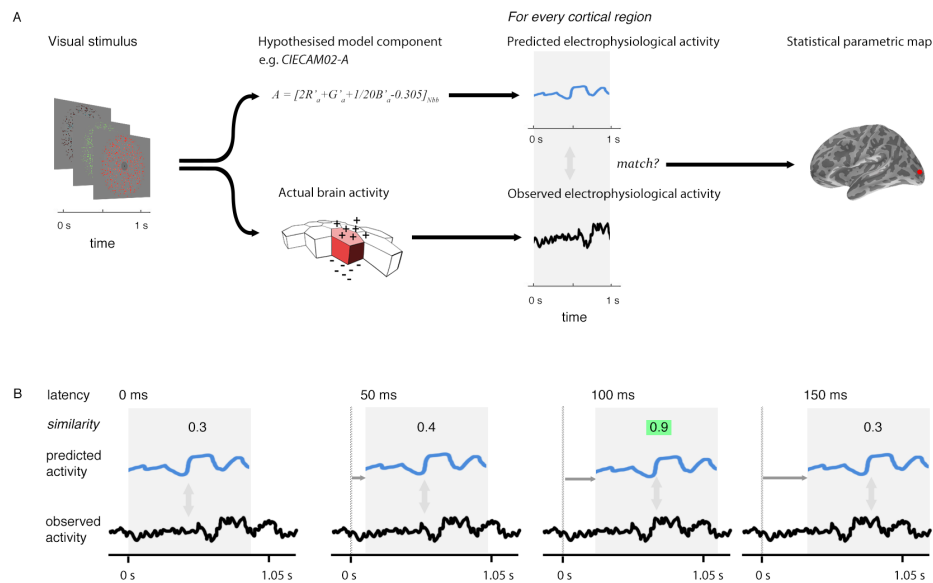 A
For every cortical region
Visual stimulus
Hypothesised model component
e.g. CIECAM02-A
Predicted electrophysiological activity
Statistical parametric map
A = [2R'a+G'a+1/20B'a-0.305]Nbb
0 s
1 s
match?
Actual brain activity
Observed electrophysiological activity
0 s
1 s
time
+ + + + + + +
- - - - - - - -
0 s
1 s
time
B
latency
0 ms
50 ms
100 ms
150 ms
similarity
0.3
0.4
0.9
0.3
predicted
activity
observed
activity
0 s
1.05 s
0 s
1.05 s
0 s
1.05 s
0 s
1.05 s